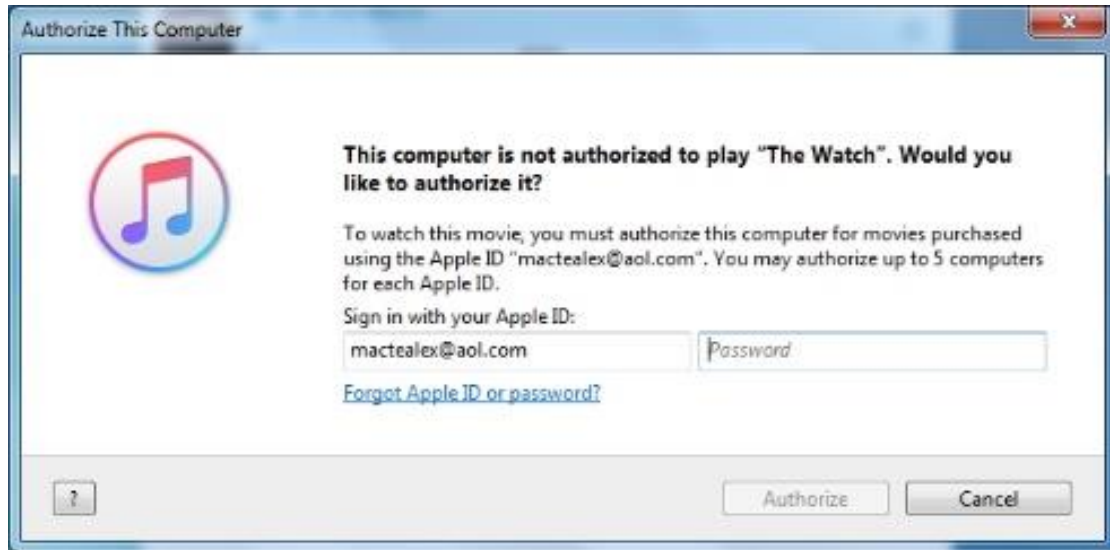 Authorize This Computer
This computer is not authorized to play "The Watch". Would you
like to authorize it?
To watch this movie, you must authorize this computer for movies purchased
using the Apple ID "mactealex@aol.com". You may authorize up to 5 computers
for each Apple ID.
Sign in with your Apple ID:
mactealex@aol.com Password
Forgot Apple ID or password?
? Authorize Cancel